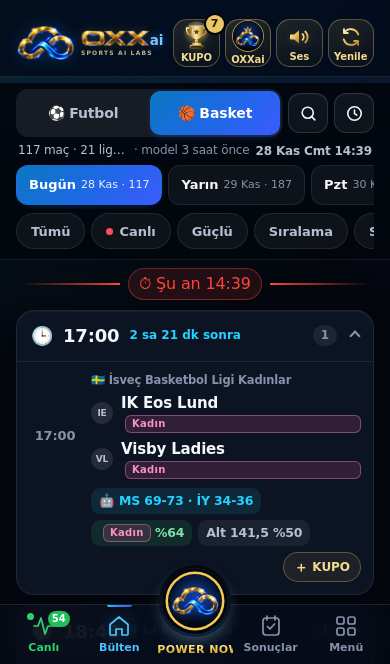 OXX ai
SPORTS AI LABS
7
KUPO
OXXai
Ses
Yenile
⚽ Futbol
🏀 Basket
117 maç · 21 lig… · model 3 saat önce 28 Kas Cmt 14:39
Bugün 28 Kas · 117
Yarın 29 Kas · 187
Pzt 30 K
Tümü
Canlı
Güçlü
Sıralama
S
⏱ Şu an 14:39
🕒 17:00 2 sa 21 dk sonra 1
🇸🇪 İsveç Basketbol Ligi Kadınlar
IE IK Eos Lund
Kadın
17:00
VL Visby Ladies
Kadın
🤖 MS 69-73 · İY 34-36
Kadın %64
Alt 141,5 %50
+ KUPO
54
Canlı
Bülten
POWER NOW
Sonuçlar
Menü